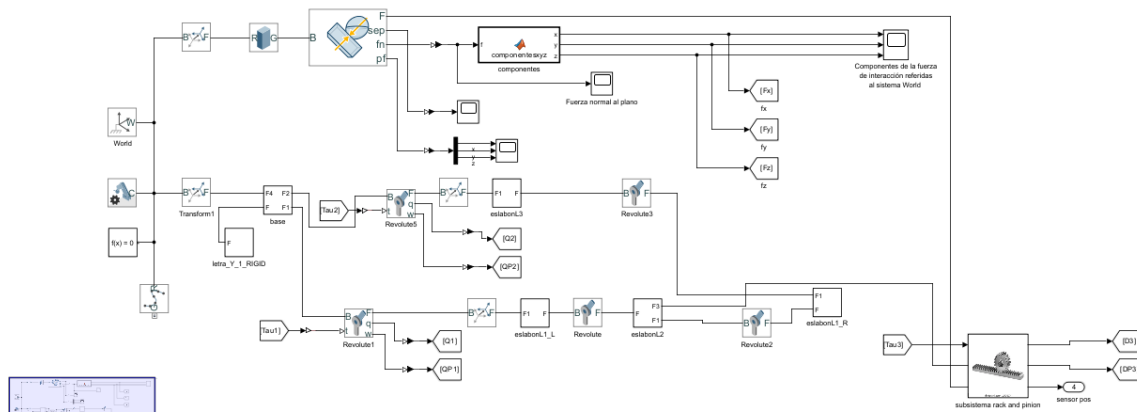 B F
R G
B
F
sep
fn
pf
f
componentesxyz
x
y
z
componentes
Componentes de la fuerza
de interacción referidas
al sistema World
Fuerza normal al plano
[Fx]
fx
[Fy]
fy
[Fz]
fz
x
y
z
W
World
C
f(x) = 0
B F
Transform1
F4 F2
F1
base
F
letra_Y_1_RIGID
[Tau2]
B F
t q
w
Revolute5
B F
F1 F
eslabonL3
B F
Revolute3
[Q2]
[QP2]
[Tau1]
B F
t q
w
Revolute1
[Q1]
[QP1]
B F
F1 F
eslabonL1_L
B F
Revolute
F F3
F1
eslabonL2
B F
Revolute2
F1
F
eslabonL1_R
[Tau3]
subsistema rack and pinion
[D3]
[DP3]
4
sensor pos